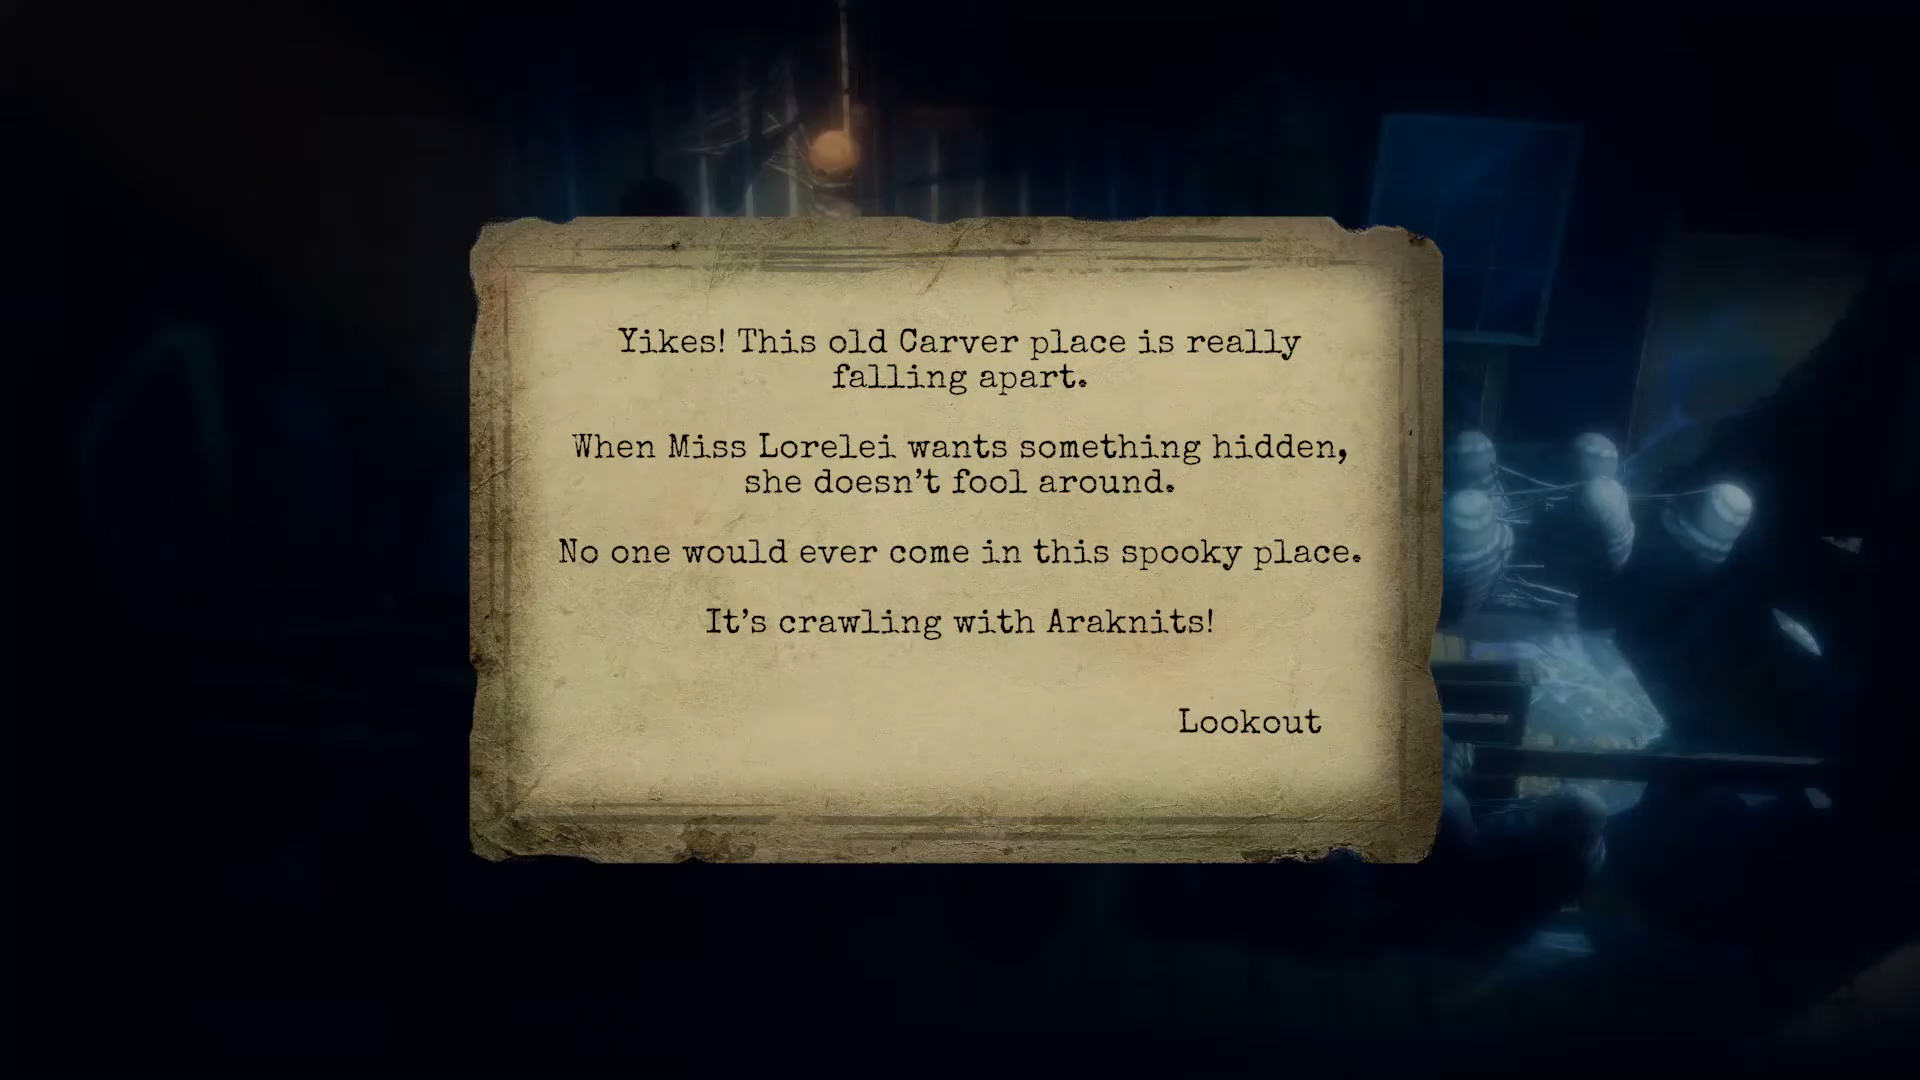 Yikes! This old Carver place is really
falling apart.
When Miss Lorelei wants something hidden,
she doesn’t fool around.
No one would ever come in this spooky place.
It’s crawling with Araknits!
Lookout